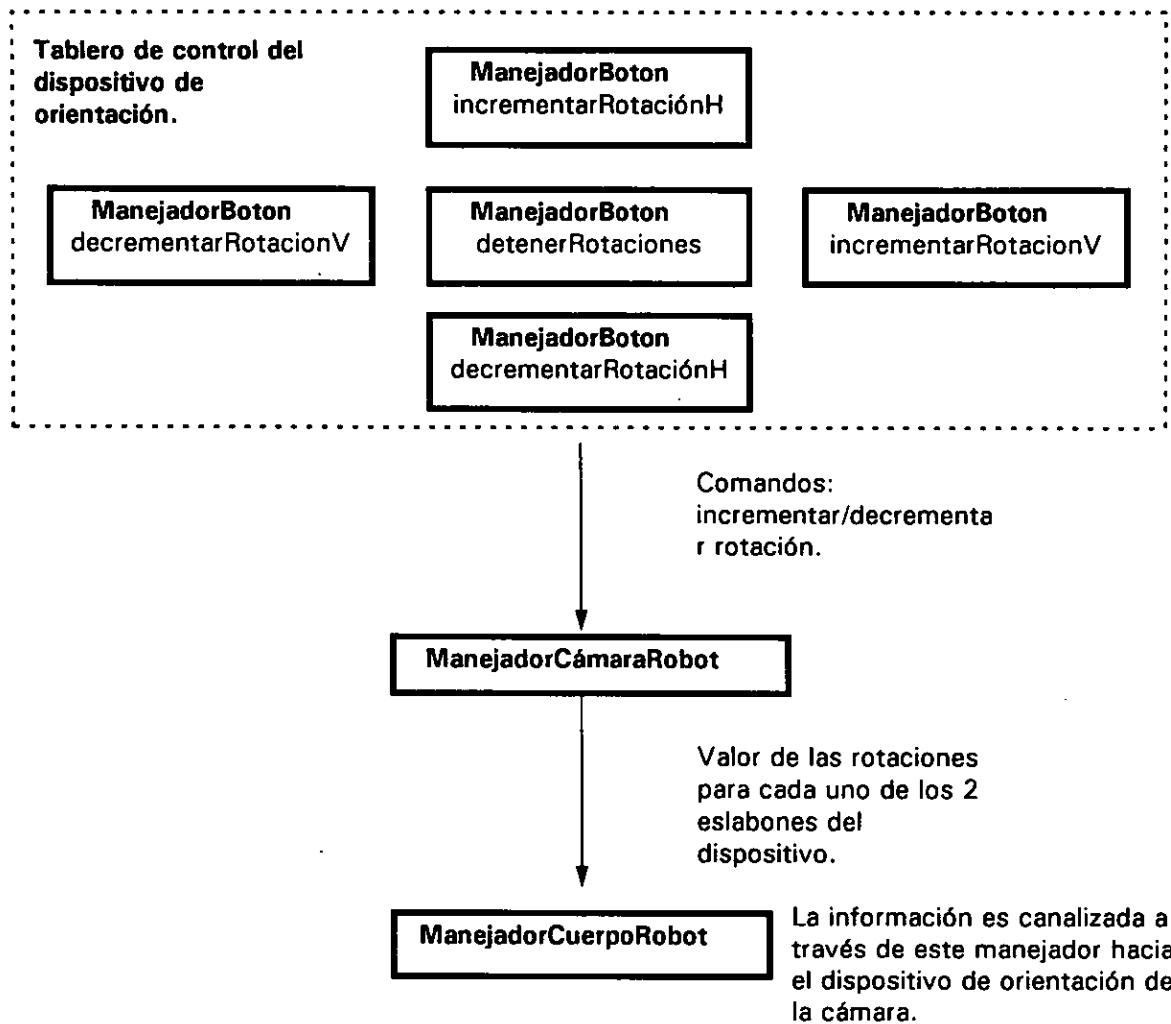 Tablero de control del
dispositivo de
orientación.
ManejadorBoton
incrementarRotaciónH
ManejadorBoton
decrementarRotacionV
ManejadorBoton
detenerRotaciones
ManejadorBoton
incrementarRotacionV
ManejadorBoton
decrementarRotaciónH
Comandos:
incrementar/decrementa
r rotación.
ManejadorCámaraRobot
Valor de las rotaciones
para cada uno de los 2
eslabones del
dispositivo.
ManejadorCuerpoRobot
La información es canalizada a
través de este manejador hacia
el dispositivo de orientación de
la cámara.